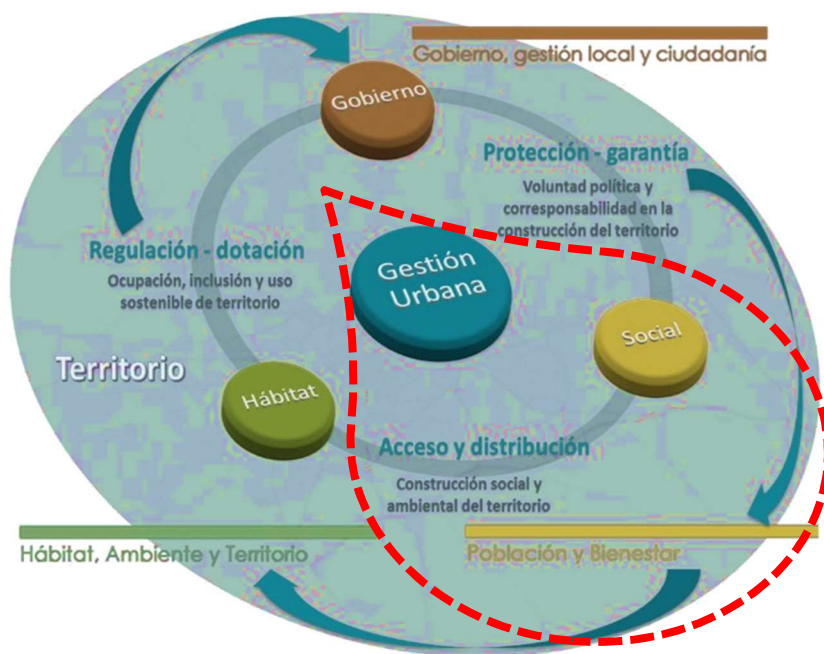 Gobierno, gestión local y ciudadanía
Gobierno
Protección - garantía
Voluntad política y
corresponsabilidad en la
construcción del territorio
Regulación - dotación
Ocupación, inclusión y uso
sostenible de territorio
Gestión
Urbana
Social
Territorio
Hábitat
Acceso y distribución
Construcción social y
ambiental del territorio
Hábitat, Ambiente y Territorio
Población y Bienestar